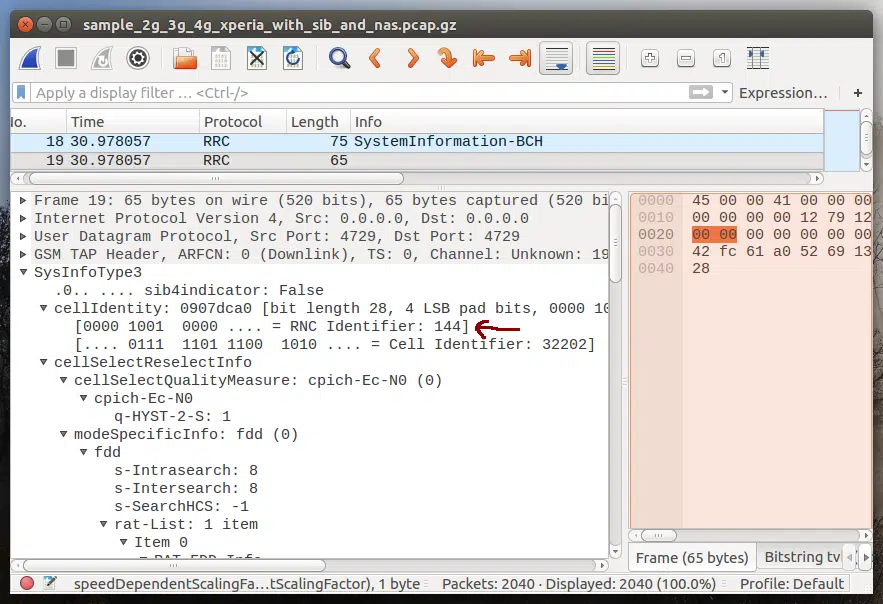 sample_2g_3g_4g_xperia_with_sib_and_nas.pcap.gz
Apply a display filter … <Ctrl-/>
Expression…
+
No. Time Protocol Length Info
18 30.978057 RRC 75 SystemInformation-BCH
19 30.978057 RRC 65
Frame 19: 65 bytes on wire (520 bits), 65 bytes captured (520 bi
Internet Protocol Version 4, Src: 0.0.0.0, Dst: 0.0.0.0
User Datagram Protocol, Src Port: 4729, Dst Port: 4729
GSM TAP Header, ARFCN: 0 (Downlink), TS: 0, Channel: Unknown: 19
SysInfoType3
.0.. .... sib4indicator: False
cellIdentity: 0907dca0 [bit length 28, 4 LSB pad bits, 0000 10
[0000 1001  0000 .... = RNC Identifier: 144]
[.... 0111  1101 1100  1010 .... = Cell Identifier: 32202]
cellSelectReselectInfo
cellSelectQualityMeasure: cpich-Ec-N0 (0)
cpich-Ec-N0
q-HYST-2-S: 1
modeSpecificInfo: fdd (0)
fdd
s-Intrasearch: 8
s-Intersearch: 8
s-SearchHCS: -1
rat-List: 1 item
Item 0
RAT-FDD-Info
0000 45 00 00 41 00 00 00
0010 00 00 00 00 12 79 12
0020 00 00 00 00 00 00 00
0030 42 fc 61 a0 52 69 13
0040 28
Frame (65 bytes)
Bitstring tv
speedDependentScalingFa…tScalingFactor), 1 byte
Packets: 2040 · Displayed: 2040 (100.0%)
Profile: Default